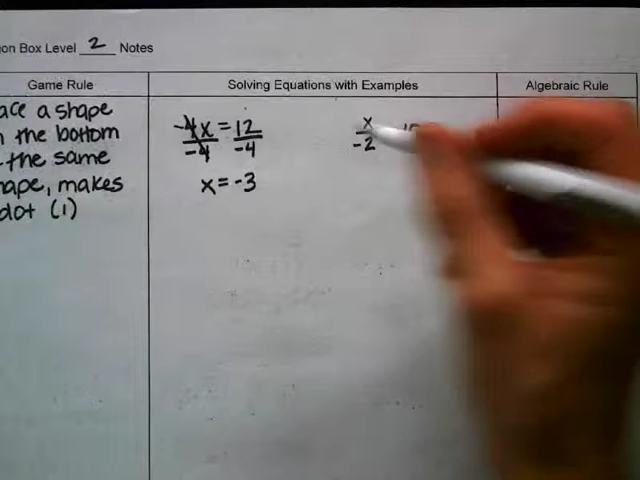 on Box Level 2 Notes
Game Rule
Solving Equations with Examples
Algebraic Rule
ace a shape
n the bottom
the same
hape, makes
dot (1)
-4x = 12
-4 -4
x = -3
x
-2